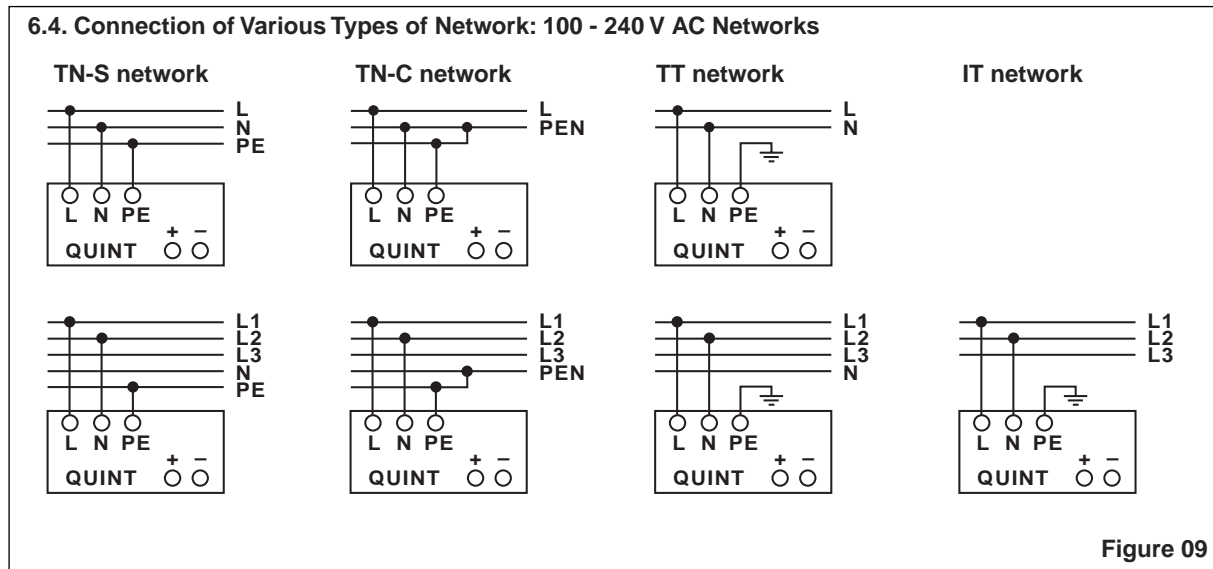 6.4. Connection of Various Types of Network: 100 - 240 V AC Networks
TN-S network
L
N
PE
L N PE
+ –
QUINT
TN-C network
L
PEN
L N PE
+ –
QUINT
TT network
L
N
L N PE
+ –
QUINT
IT network
L1
L2
L3
N
PE
L N PE
+ –
QUINT
L1
L2
L3
PEN
L N PE
+ –
QUINT
L1
L2
L3
N
L N PE
+ –
QUINT
L1
L2
L3
L N PE
+ –
QUINT
Figure 09